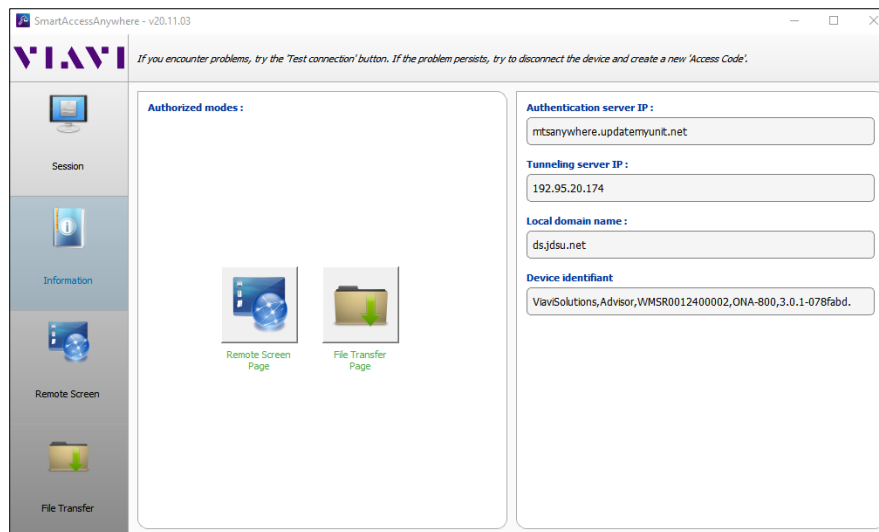 SmartAccessAnywhere - v20.11.03
VIAVI
If you encounter problems, try the 'Test connection' button. If the problem persists, try to disconnect the device and create a new 'Access Code'.
Session
Information
Remote Screen
File Transfer
Authorized modes :
Remote Screen
Page
File Transfer
Page
Authentication server IP :
mtsanywhere.updatemyunit.net
Tunneling server IP :
192.95.20.174
Local domain name :
ds.jdsu.net
Device identifiant
ViaviSolutions,Advisor,WMSR0012400002,ONA-800,3.0.1-078fabd.